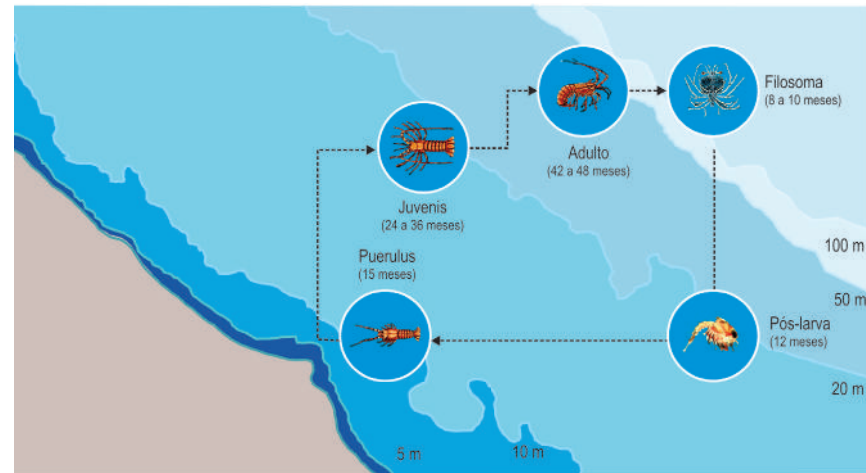 Filosoma
(8 a 10 meses)
Adulto
(42 a 48 meses)
Juvenis
(24 a 36 meses)
Puerulus
(15 meses)
Pós-larva
(12 meses)
100 m
50 m
20 m
5 m
10 m